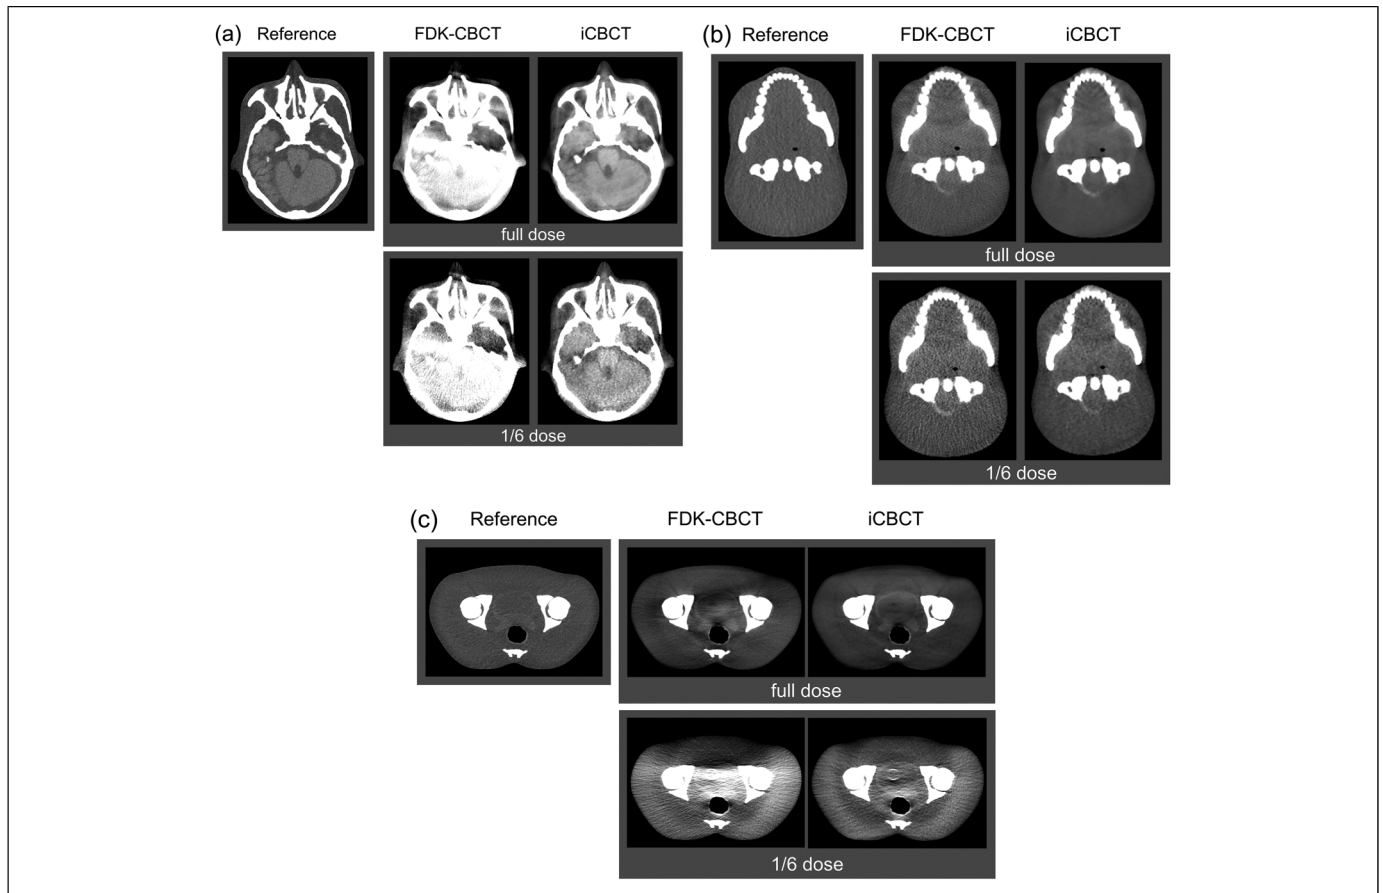 (a) Reference FDK-CBCT iCBCT
full dose
1/6 dose
(b) Reference FDK-CBCT iCBCT
full dose
1/6 dose
(c) Reference FDK-CBCT iCBCT
full dose
1/6 dose